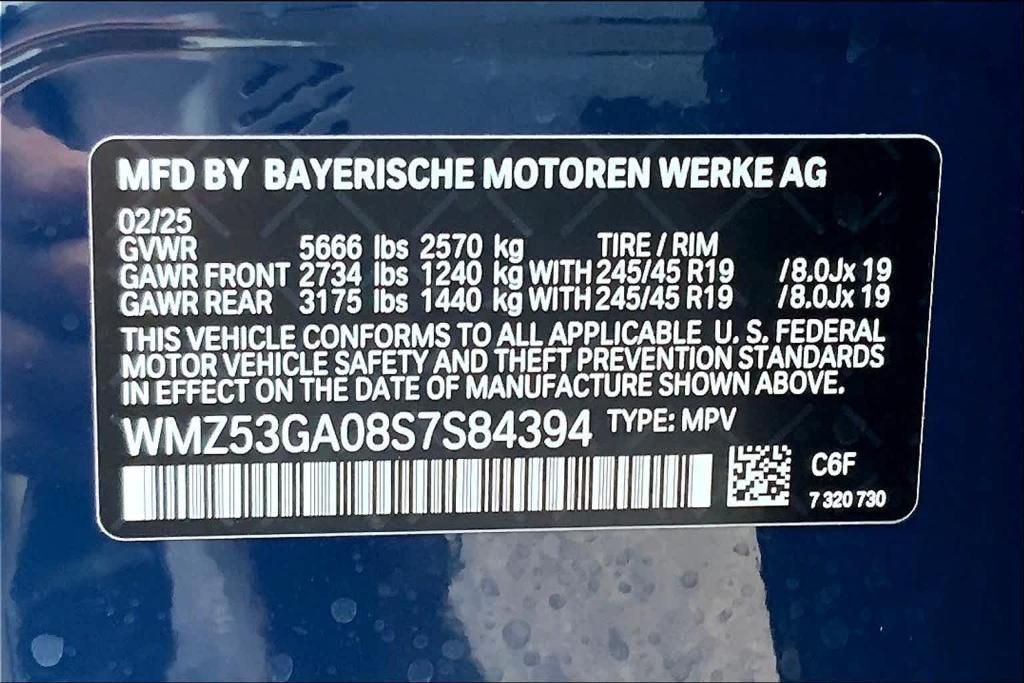 MFD BY BAYERISCHE MOTOREN WERKE AG
02/25
GVWR 5666 lbs 2570 kg TIRE / RIM
GAWR FRONT 2734 lbs 1240 kg WITH 245/45 R19 /8.0Jx 19
GAWR REAR 3175 lbs 1440 kg WITH 245/45 R19 /8.0Jx 19
THIS VEHICLE CONFORMS TO ALL APPLICABLE U. S. FEDERAL
MOTOR VEHICLE SAFETY AND THEFT PREVENTION STANDARDS
IN EFFECT ON THE DATE OF MANUFACTURE SHOWN ABOVE.
WMZ53GA08S7S84394 TYPE: MPV
C6F
7 320 730